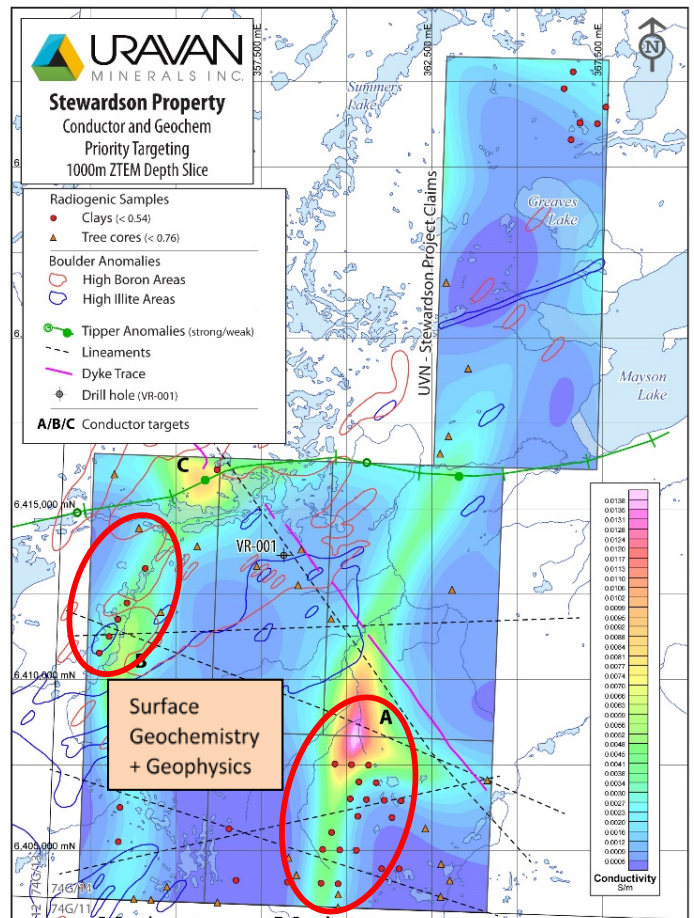 URAVAN
MINERALS INC.
Stewardson Property
Conductor and Geochem
Priority Targeting
1000m ZTEM Depth Slice
Radiogenic Samples
Clays (< 0.54)
Tree cores (< 0.76)
Boulder Anomalies
High Boron Areas
High Illite Areas
Tipper Anomalies (strong/weak)
Lineaments
Dyke Trace
Drill hole (VR-001)
A/B/C Conductor targets
357,500 mE
362,500 mE
367,500 mE
N
Summers
Lake
Greaves
Lake
UVN - Stewardson Project Claims
Mayson
Lake
C
6,415,000 mN
VR-001
B
6,410,000 mN
A
Surface
Geochemistry
+ Geophysics
6,405,000 mN
74G/14
74G/11
0.0138
0.0136
0.0131
0.0128
0.0124
0.0120
0.0117
0.0113
0.0110
0.0106
0.0102
0.0099
0.0096
0.0092
0.0088
0.0084
0.0081
0.0077
0.0074
0.0070
0.0066
0.0063
0.0060
0.0056
0.0052
0.0048
0.0045
0.0041
0.0038
0.0034
0.0030
0.0027
0.0023
0.0020
0.0016
0.0012
0.0009
0.0005
Conductivity
S/m